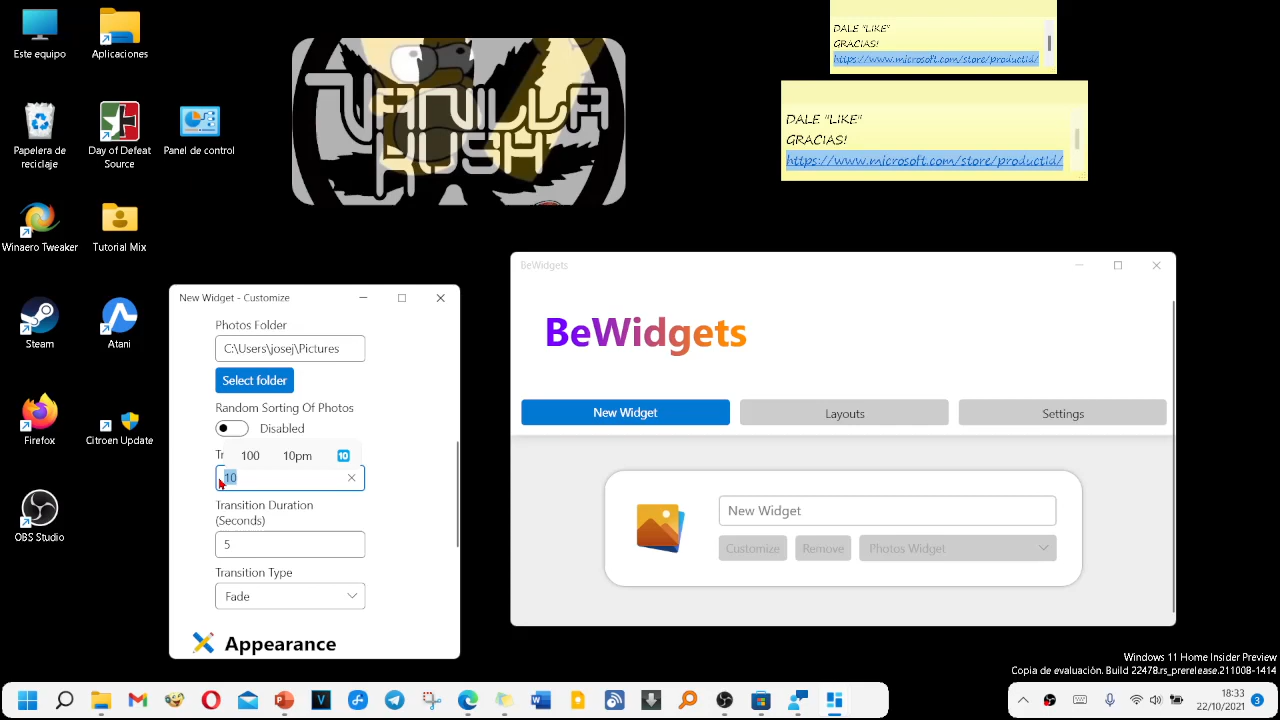 Este equipo
Aplicaciones
Papelera de
reciclaje
Day of Defeat
Source
Panel de control
Winaero Tweaker
Tutorial Mix
Steam
Atani
Firefox
Citroen Update
OBS Studio
VANILLA
KUSH
DALE "LIKE"
GRACIAS!
https://www.microsoft.com/store/productId/
DALE "LIKE"
GRACIAS!
https://www.microsoft.com/store/productId/
New Widget - Customize
Photos Folder
C:\Users\josej\Pictures
Select folder
Random Sorting Of Photos
Disabled
Tr
100 10pm 10
10
Transition Duration
(Seconds)
5
Transition Type
Fade
Appearance
BeWidgets
BeWidgets
New Widget Layouts Settings
New Widget
Customize Remove Photos Widget
Windows 11 Home Insider Preview
Copia de evaluación. Build 22478.rs_prerelease.211008-1414
18:33
22/10/2021
3